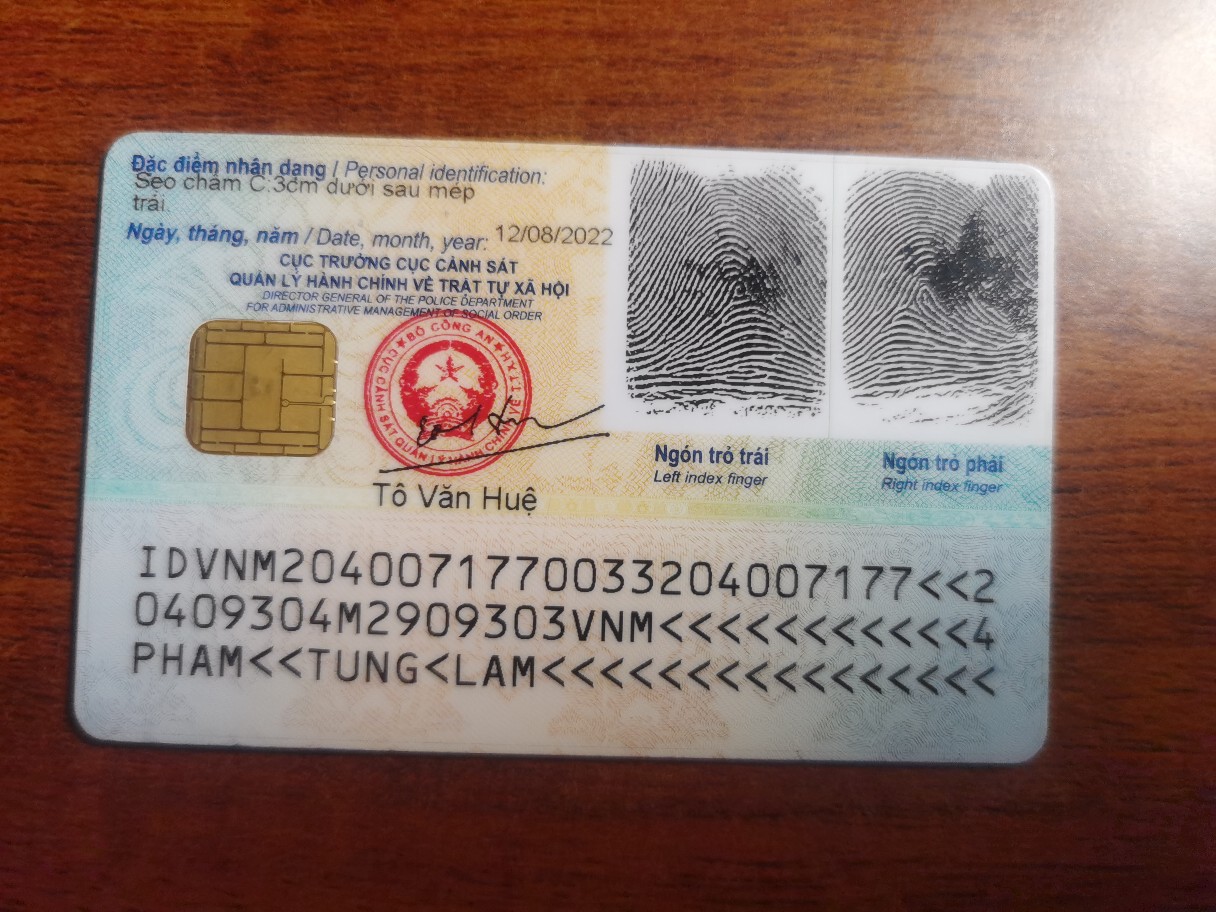 Đặc điểm nhân dạng / Personal identification:
Sẹo chấm C:3cm dưới sau mép
trái.
Ngày, tháng, năm / Date, month, year: 12/08/2022
CỤC TRƯỞNG CỤC CẢNH SÁT
QUẢN LÝ HÀNH CHÍNH VỀ TRẬT TỰ XÃ HỘI
DIRECTOR GENERAL OF THE POLICE DEPARTMENT
FOR ADMINISTRATIVE MANAGEMENT OF SOCIAL ORDER
BỘ CÔNG AN
CỤC CẢNH SÁT QUẢN LÝ HÀNH CHÍNH VỀ TTXH
Tô Văn Huệ
Ngón trỏ trái
Left index finger
Ngón trỏ phải
Right index finger
IDVNM2040071770033204007177<<2
0409304M2909303VNM<<<<<<<<<<<4
PHAM<<TUNG<LAM<<<<<<<<<<<<<<<<